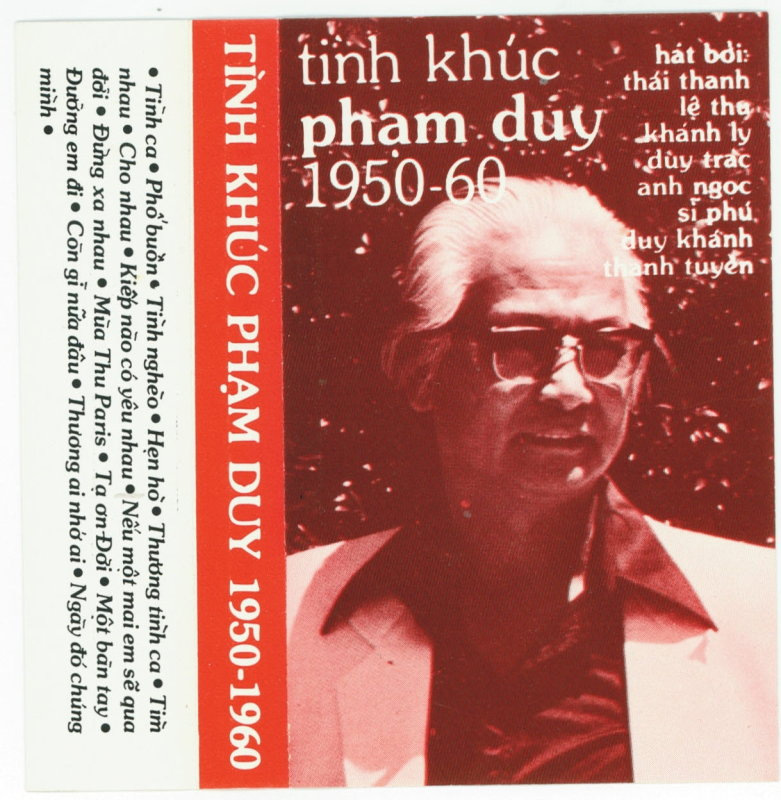 tình khúc
phạm duy
1950-60
hát bởi:
thái thanh
lệ thu
khánh ly
dùy trác
anh ngọc
sĩ phú
duy khánh
thanh tuyền
TÌNH KHÚC PHẠM DUY 1950-1960
• Tình ca • Phố buồn • Tình nghèo • Hẹn hò • Thương tình ca • Tìm
nhau • Cho nhau • Kiếp nào có yêu nhau • Nếu một mai em sẽ qua
đời • Đừng xa nhau • Mùa Thu Paris • Tạ ơn Đời • Một bàn tay •
Đường em đi • Còn gì nữa đâu • Thương ai nhớ ai • Ngày đó chúng
mình •